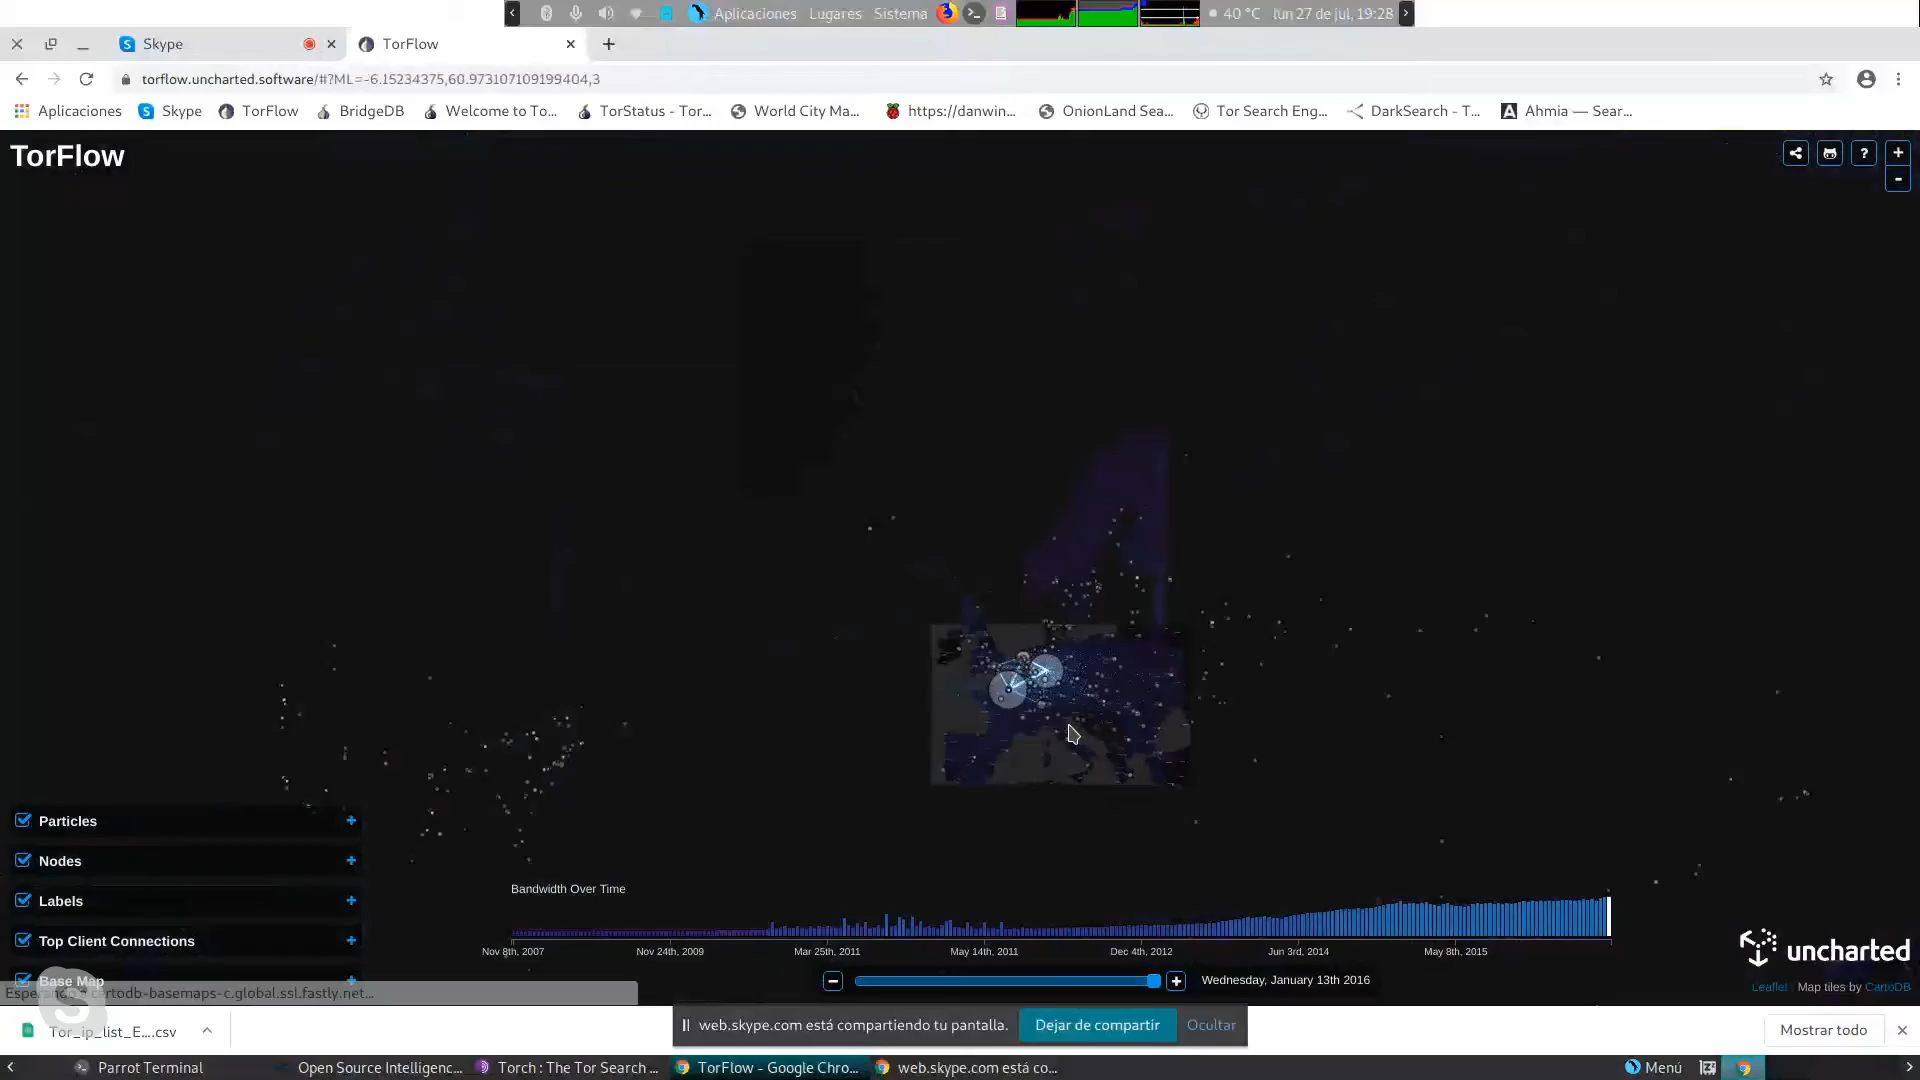 Aplicaciones Lugares Sistema 40 °C lun 27 de jul, 19:28
Skype
TorFlow
torflow.uncharted.software/#?ML=-6.15234375,60.973107109199404,3
Aplicaciones Skype TorFlow BridgeDB Welcome to To... TorStatus - Tor... World City Ma... https://danwin... OnionLand Sea... Tor Search Eng... DarkSearch - T... Ahmia — Sear...
TorFlow
?
+
-
Particles +
Nodes +
Labels +
Top Client Connections +
Base Map +
cartodb-basemaps-c.global.ssl.fastly.net...
Bandwidth Over Time
Nov 8th, 2007 Nov 24th, 2009 Mar 25th, 2011 May 14th, 2011 Dec 4th, 2012 Jun 3rd, 2014 May 8th, 2015
Wednesday, January 13th 2016
uncharted
Leaflet Map tiles by CartoDB
Tor_ip_list_E....csv
web.skype.com está compartiendo tu pantalla. Dejar de compartir Ocultar
Mostrar todo
Parrot Terminal Open Source Intelligenc... Torch : The Tor Search ... TorFlow - Google Chro... web.skype.com está co... Menú